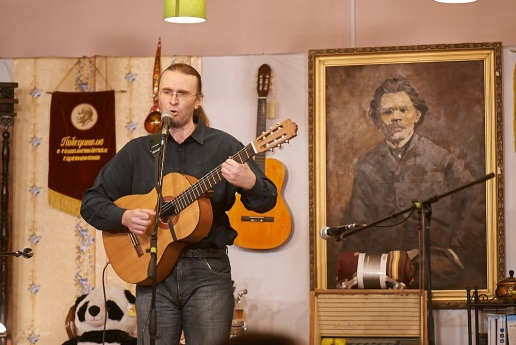 Победителю
в социалистическом
соревновании